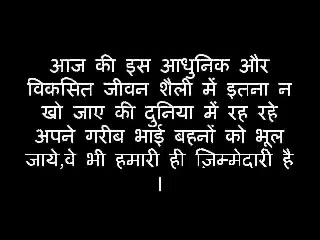 आज की इस आधुनिक और
विकसित जीवन शैली में इतना न
खो जाए की दुनिया में रह रहे
अपने गरीब भाई बहनों को भूल
जाये,वे भी हमारी ही ज़िम्मेदारी है
।